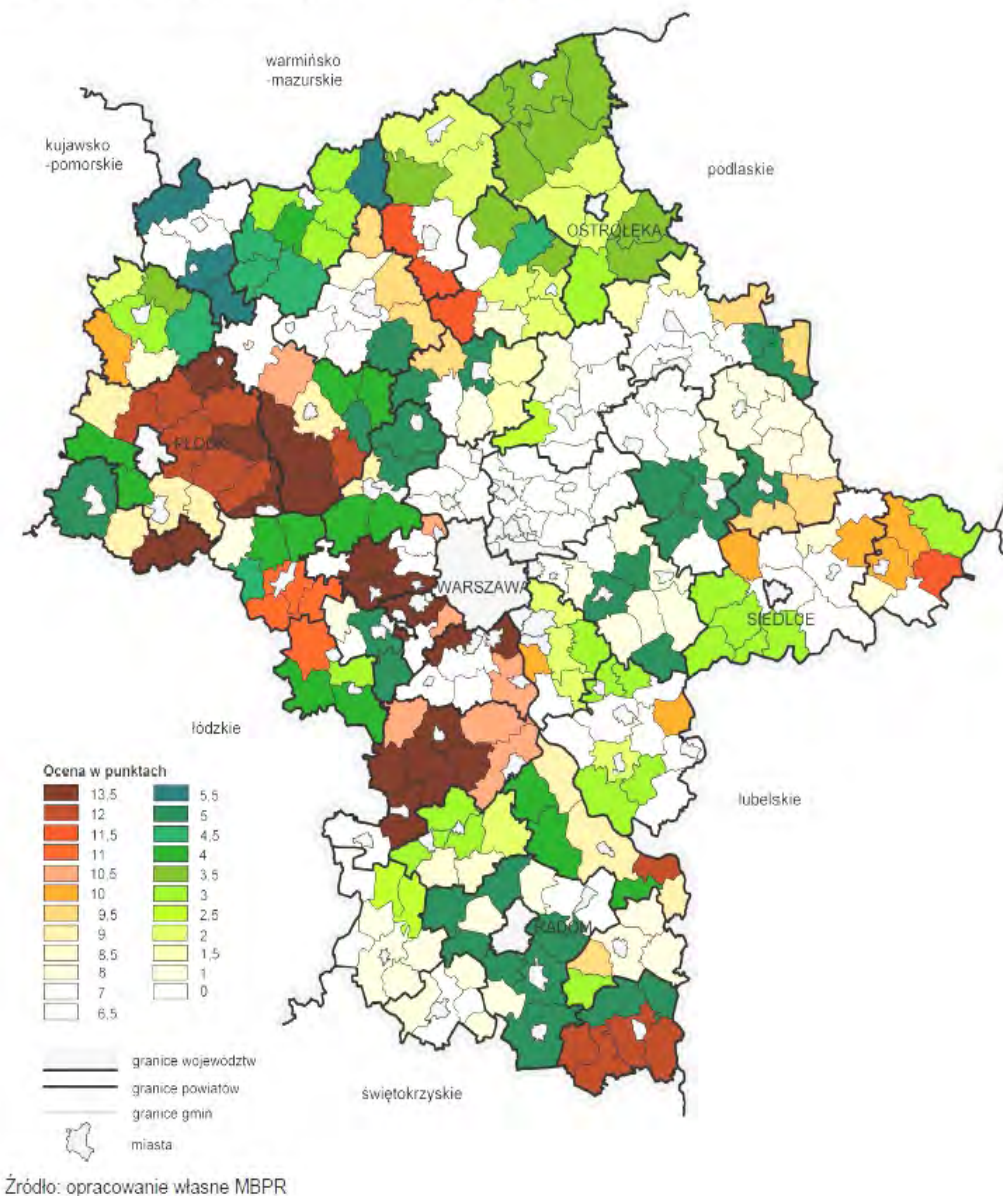 warmińsko
-mazurskie
kujawsko
-pomorskie
podlaskie
OSTROŁĘKA
PŁOCK
WARSZAWA
SIEDLCE
łódzkie
lubelskie
RADOM
świętokrzyskie
Ocena w punktach
13,5 5,5
12 5
11,5 4,5
11 4
10,5 3,5
10 3
9,5 2,5
9 2
8,5 1,5
8 1
7 0
6,5
granice województw
granice powiatów
granice gmin
miasta
Źródło: opracowanie własne MBPR